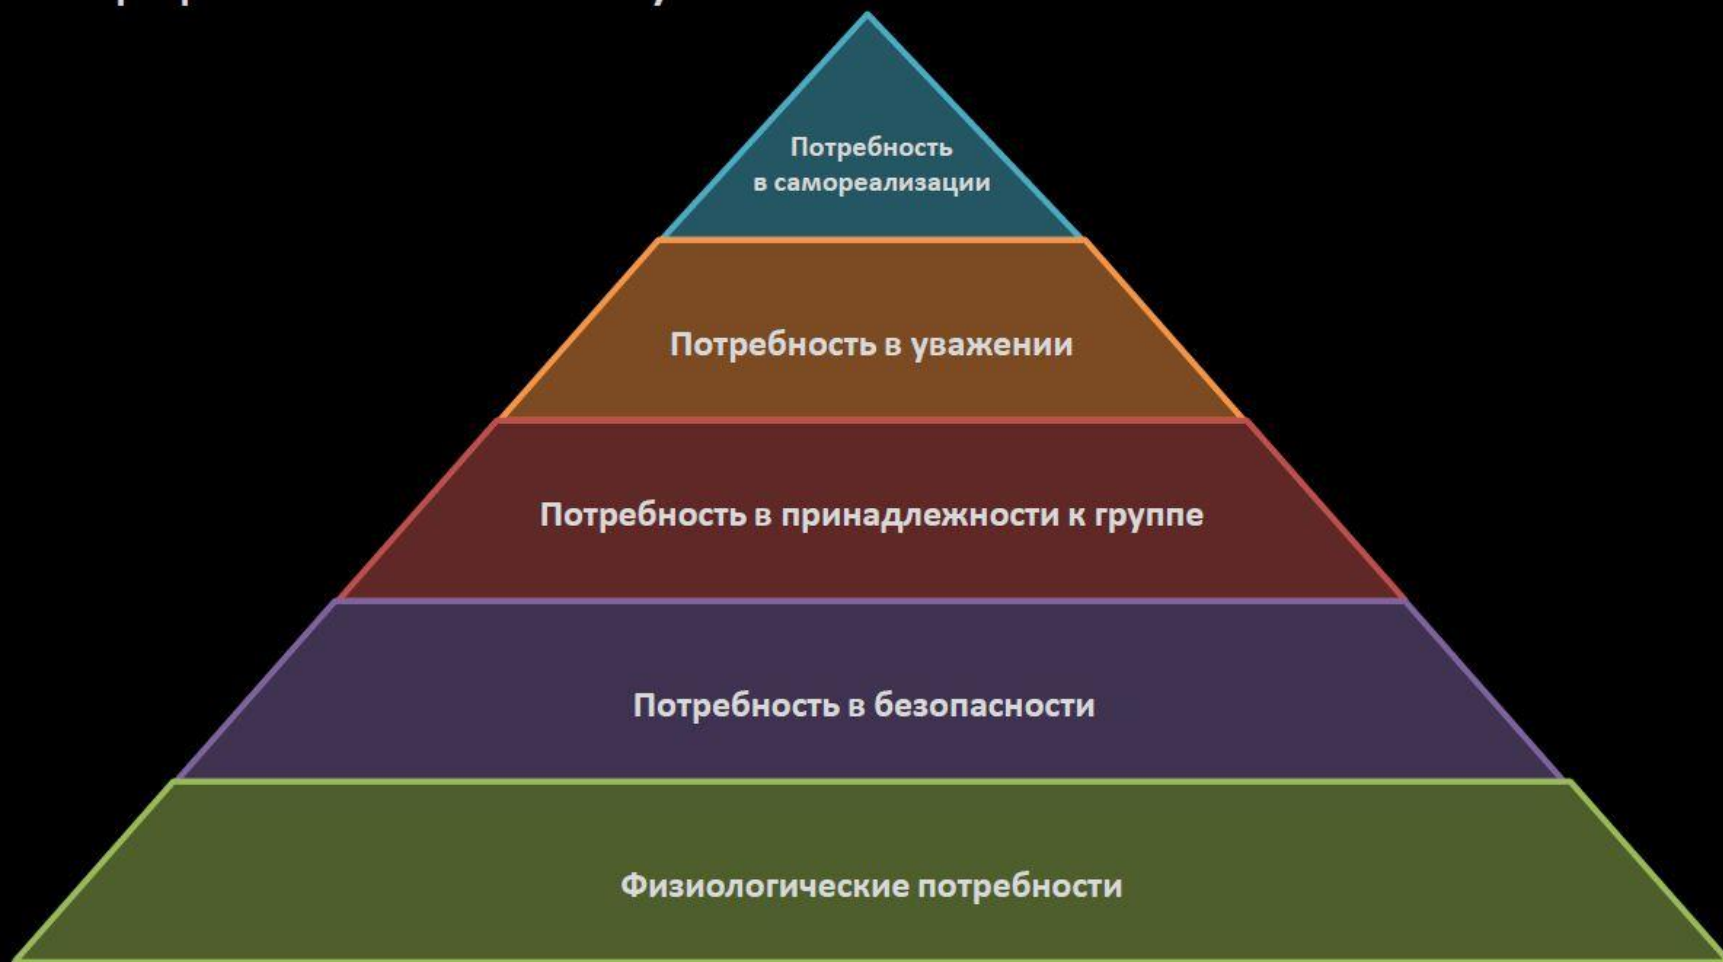 Потребность
в самореализации
Потребность в уважении
Потребность в принадлежности к группе
Потребность в безопасности
Физиологические потребности